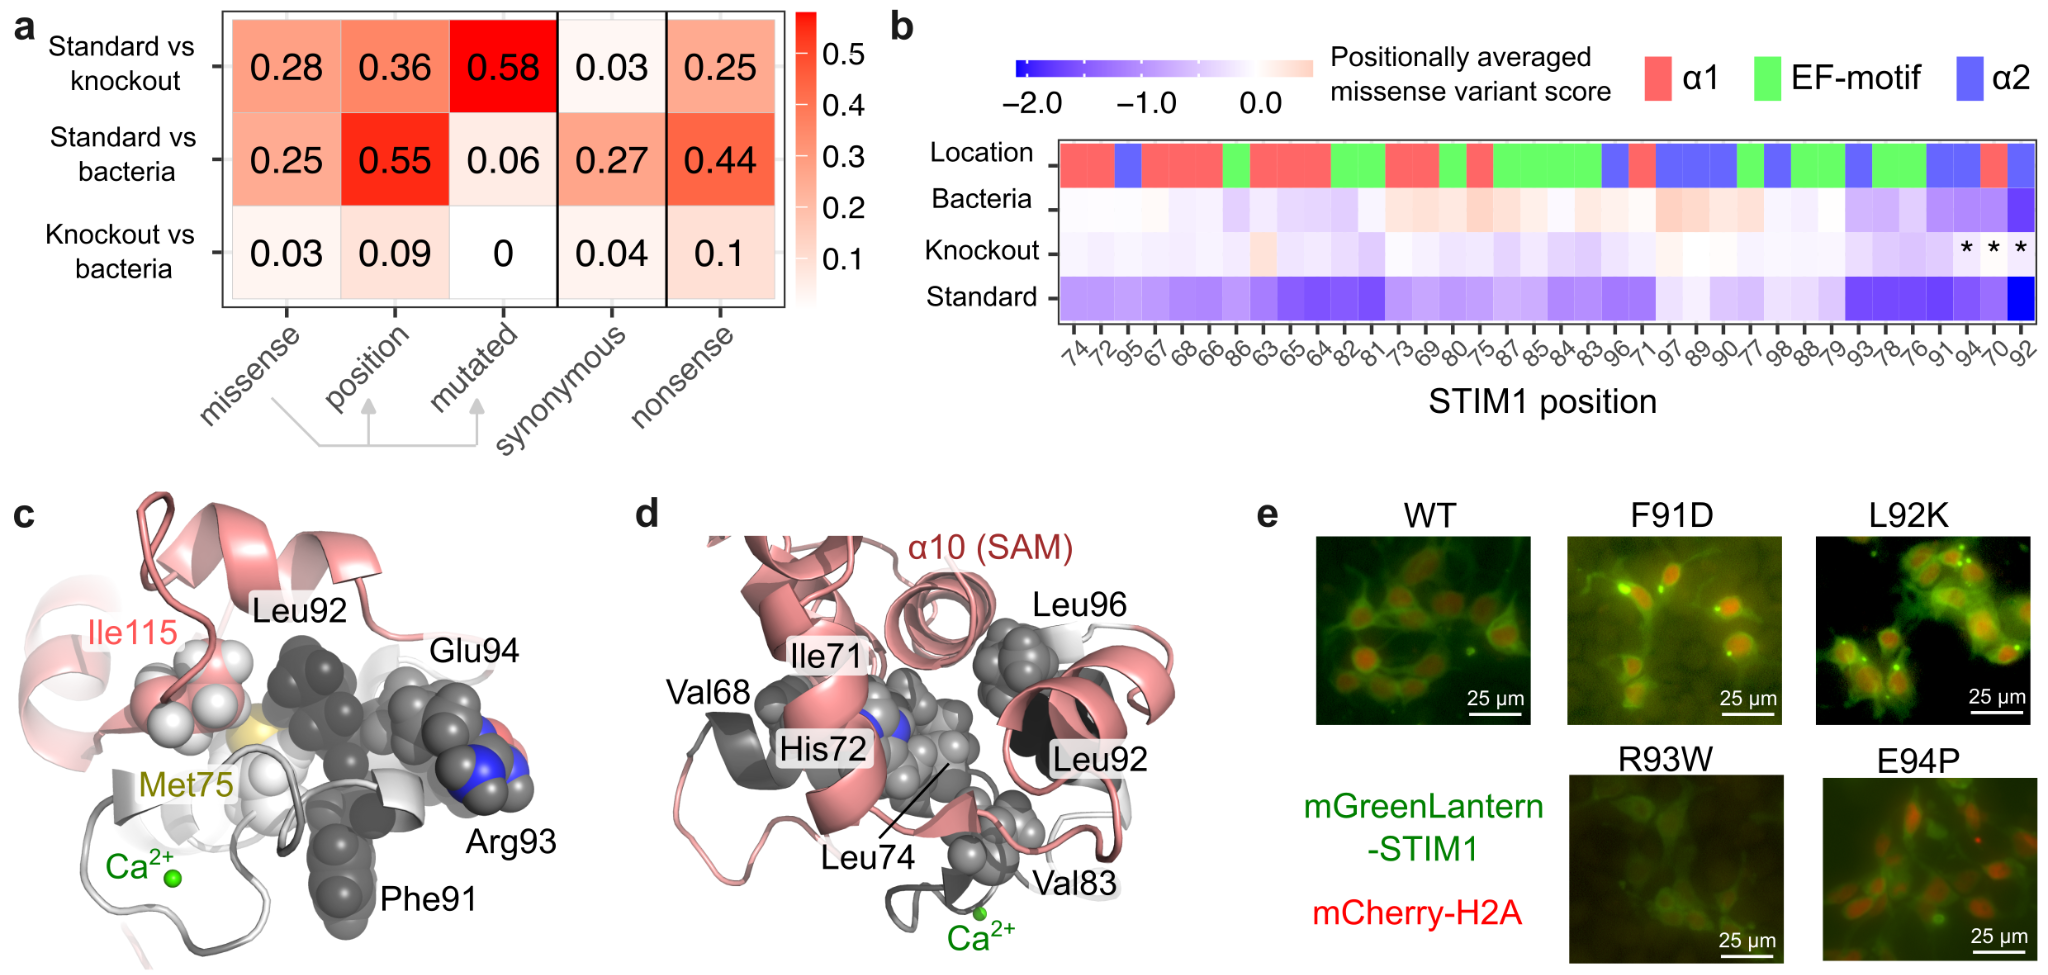 a
Standard vs
knockout
0.28 0.36 0.58 0.03 0.25
Standard vs
bacteria
0.25 0.55 0.06 0.27 0.44
Knockout vs
bacteria
0.03 0.09 0 0.04 0.1
missense position mutated synonymous nonsense
0.5
0.4
0.3
0.2
0.1
b
−2.0 −1.0 0.0
Positionally averaged
missense variant score
α1 EF-motif α2
Location
Bacteria
Knockout
* * *
Standard
74 72 95 67 68 66 86 63 65 64 82 81 73 69 80 75 87 85 84 83 96 71 97 89 90 77 98 88 79 93 78 76 91 94 70 92
STIM1 position
c
Leu92
Ile115
Glu94
Met75
Arg93
Ca2+
Phe91
d
α10 (SAM)
Leu96
Ile71
Val68
His72
Leu92
Leu74
Val83
Ca2+
e
WT F91D L92K
25 µm 25 µm 25 µm
R93W E94P
mGreenLantern
-STIM1
mCherry-H2A
25 µm 25 µm